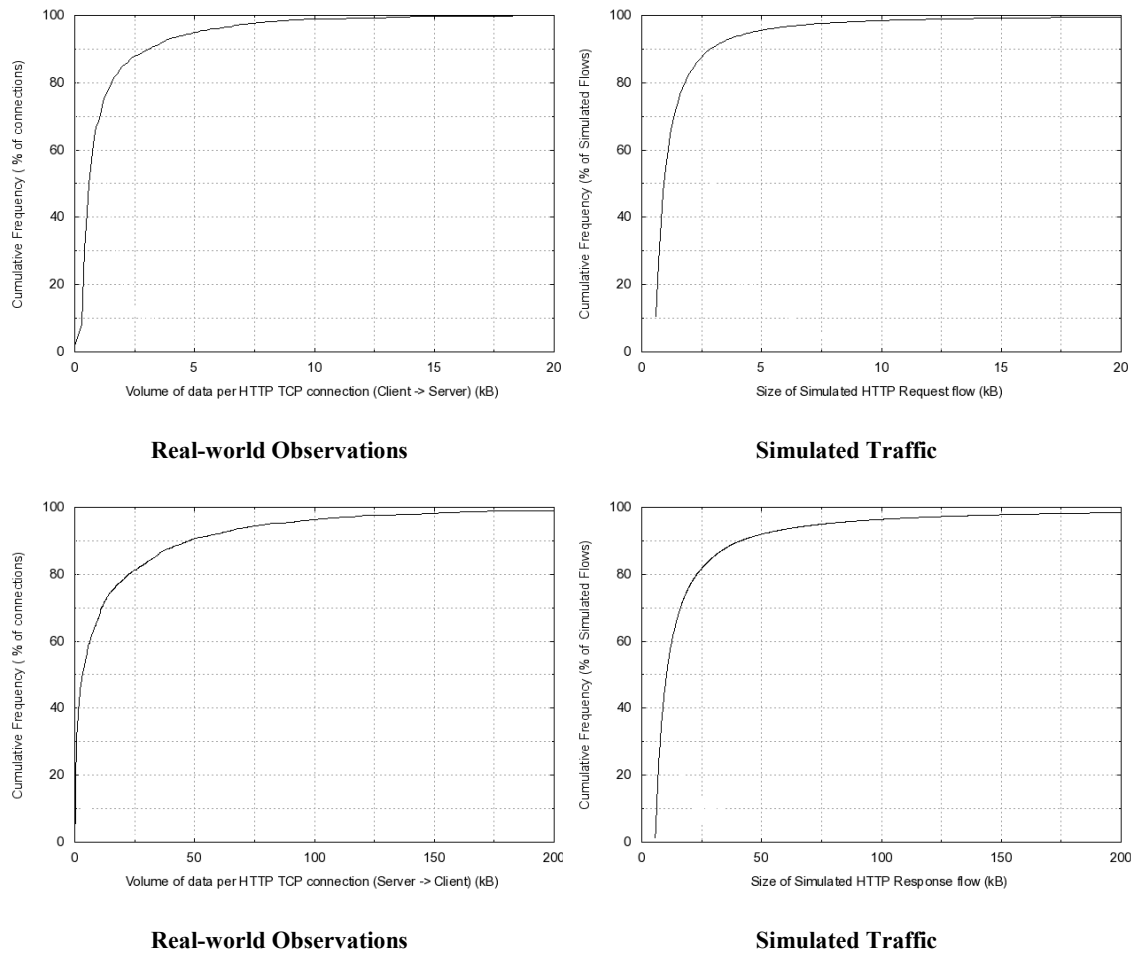 Cumulative Frequency ( % of connections)
100
80
60
40
20
0
0 5 10 15 20
Volume of data per HTTP TCP connection (Client -> Server) (kB)
Real-world Observations
Cumulative Frequency (% of Simulated Flows)
100
80
60
40
20
0
0 5 10 15 20
Size of Simulated HTTP Request flow (kB)
Simulated Traffic
Cumulative Frequency ( % of connections)
100
80
60
40
20
0
0 50 100 150 200
Volume of data per HTTP TCP connection (Server -> Client) (kB)
Real-world Observations
Cumulative Frequency (% of Simulated Flows)
100
80
60
40
20
0
0 50 100 150 200
Size of Simulated HTTP Response flow (kB)
Simulated Traffic